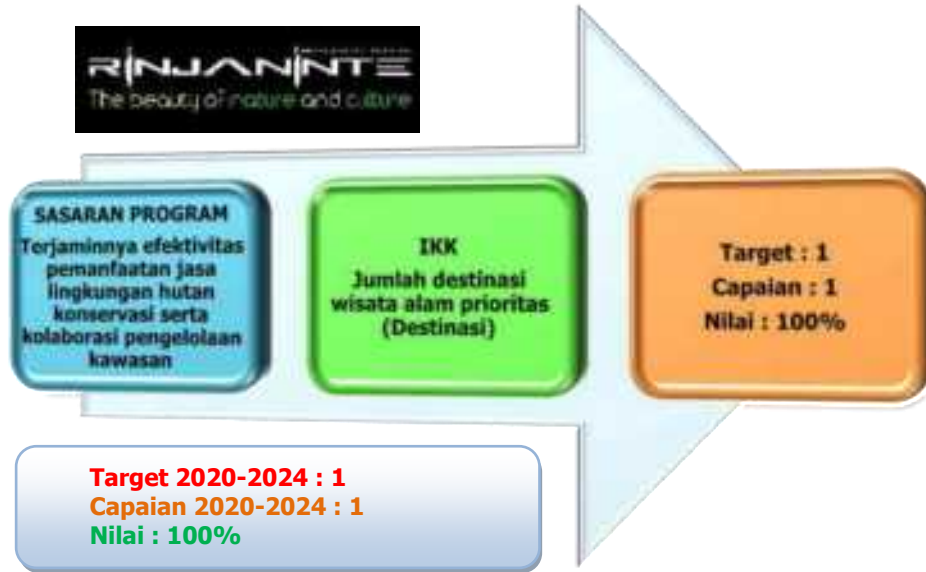 RINJANINTE
The beauty of nature and culture
SASARAN PROGRAM
Terjaminnya efektivitas
pemanfaatan jasa
lingkungan hutan
konservasi serta
kolaborasi pengelolaan
kawasan
IKK
Jumlah destinasi
wisata alam prioritas
(Destinasi)
Target : 1
Capaian : 1
Nilai : 100%
Target 2020-2024 : 1
Capaian 2020-2024 : 1
Nilai : 100%